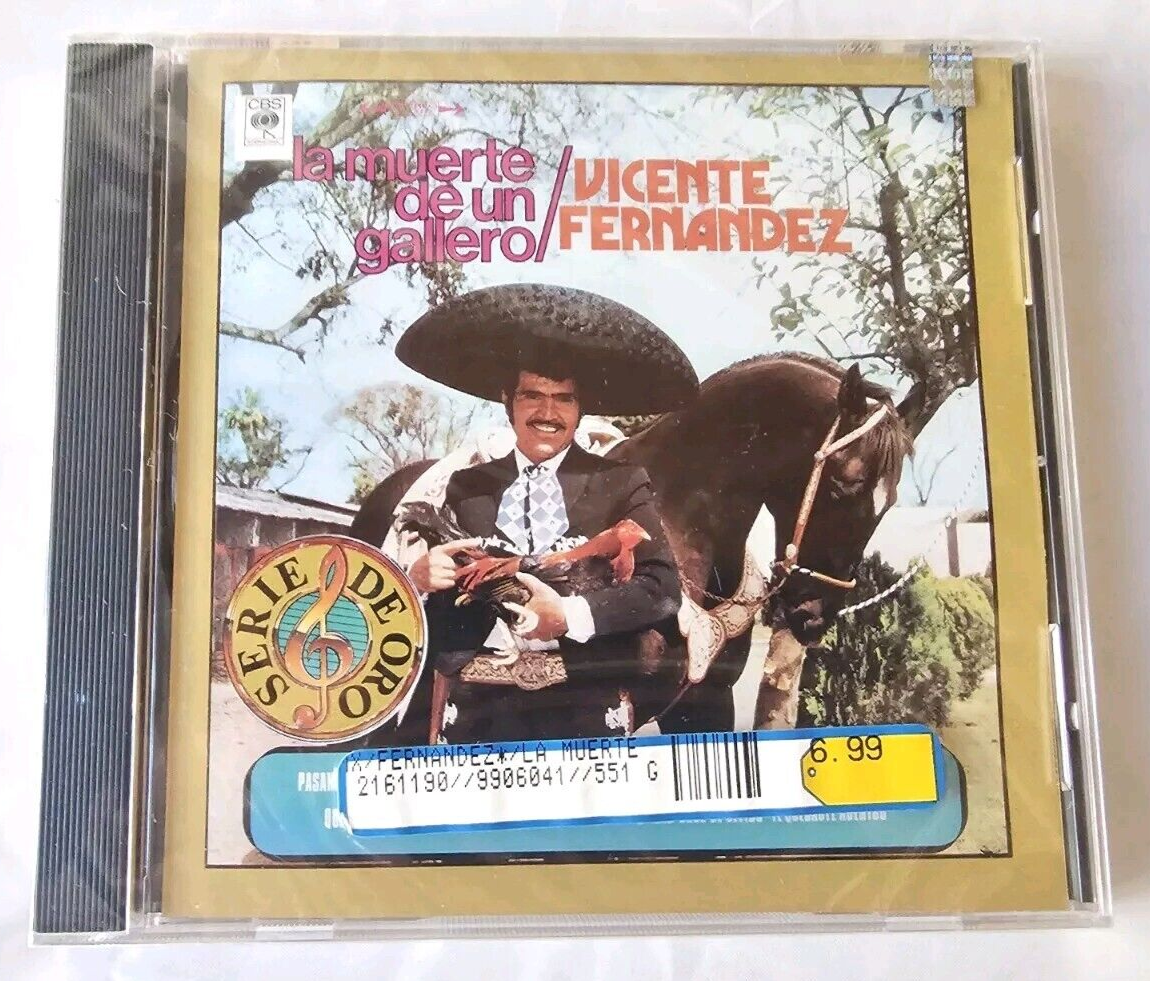 CBS
la muerte
de un
gallero/
VICENTE
FERNANDEZ
SERIE DE ORO
X/FERNANDEZ*/LA MUERTE
2161190//9906041//551 G
6.99